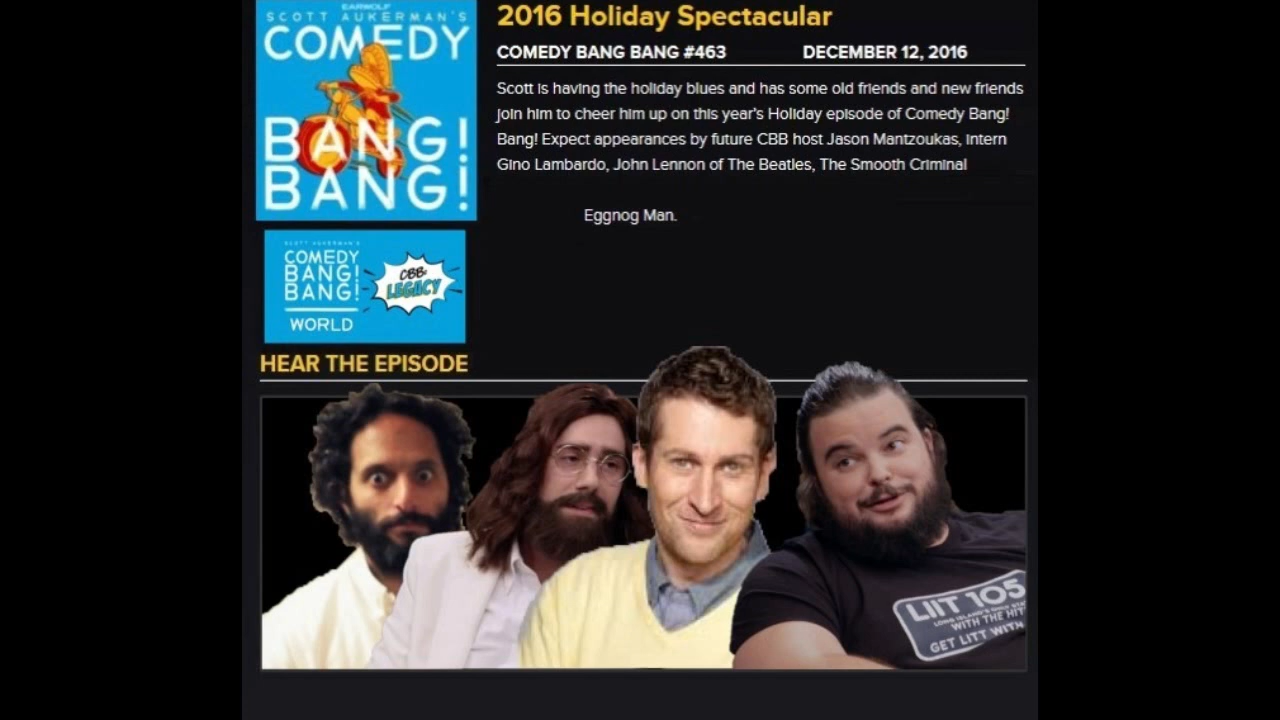 EARWOLF
SCOTT AUKERMAN'S
COMEDY
BANG!
BANG!
2016 Holiday Spectacular
COMEDY BANG BANG #463 DECEMBER 12, 2016
Scott is having the holiday blues and has some old friends and new friends
join him to cheer him up on this year's Holiday episode of Comedy Bang!
Bang! Expect appearances by future CBB host Jason Mantzoukas, intern
Gino Lambardo, John Lennon of The Beatles, The Smooth Criminal
Eggnog Man.
SCOTT AUKERMAN'S
COMEDY
BANG!
BANG!
WORLD
CBB:
LEGACY
HEAR THE EPISODE
LIIT 105
WITH THE HIT
GET LITT WITH